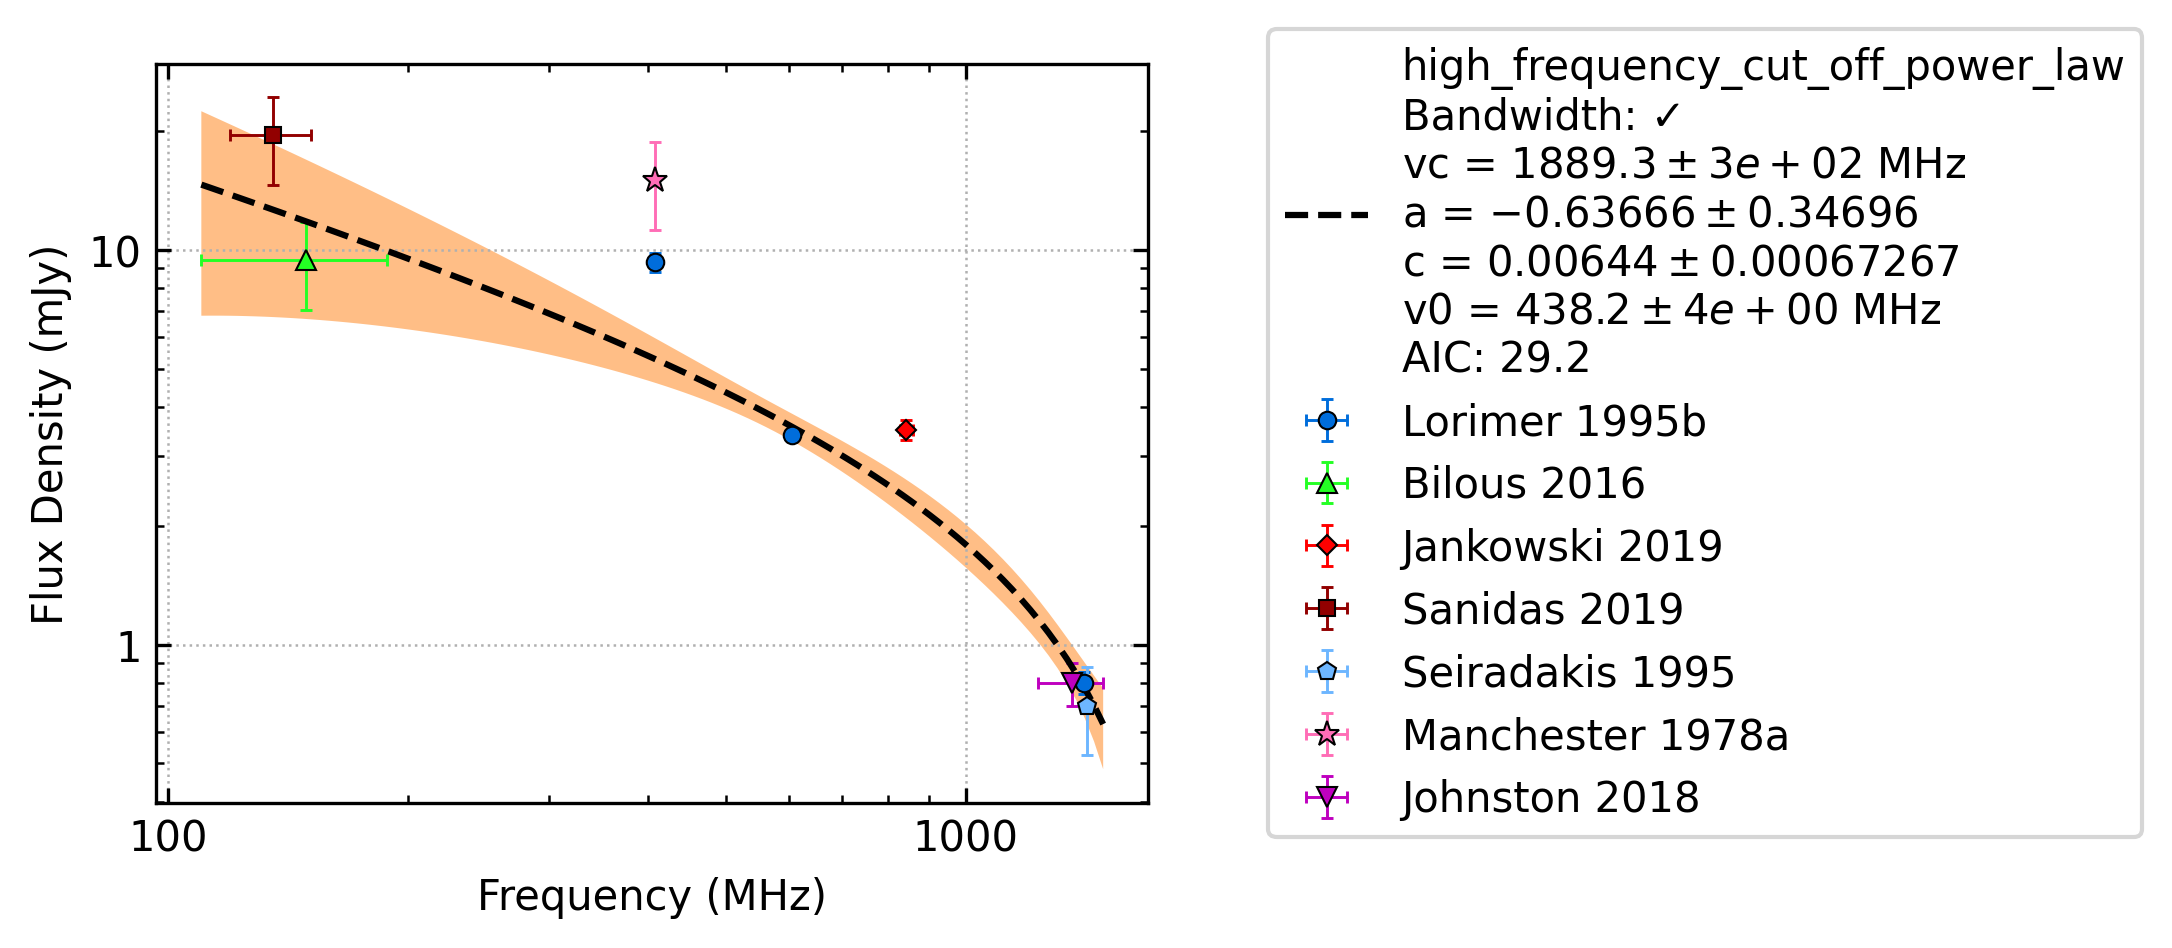 high_frequency_cut_off_power_law
Bandwidth: ✓
vc = 1889.3 ± 3e + 02 MHz
a = −0.63666 ± 0.34696
c = 0.00644 ± 0.00067267
v0 = 438.2 ± 4e + 00 MHz
AIC: 29.2
Lorimer 1995b
Bilous 2016
Jankowski 2019
Sanidas 2019
Seiradakis 1995
Manchester 1978a
Johnston 2018
Flux Density (mJy)
10
1
100
1000
Frequency (MHz)